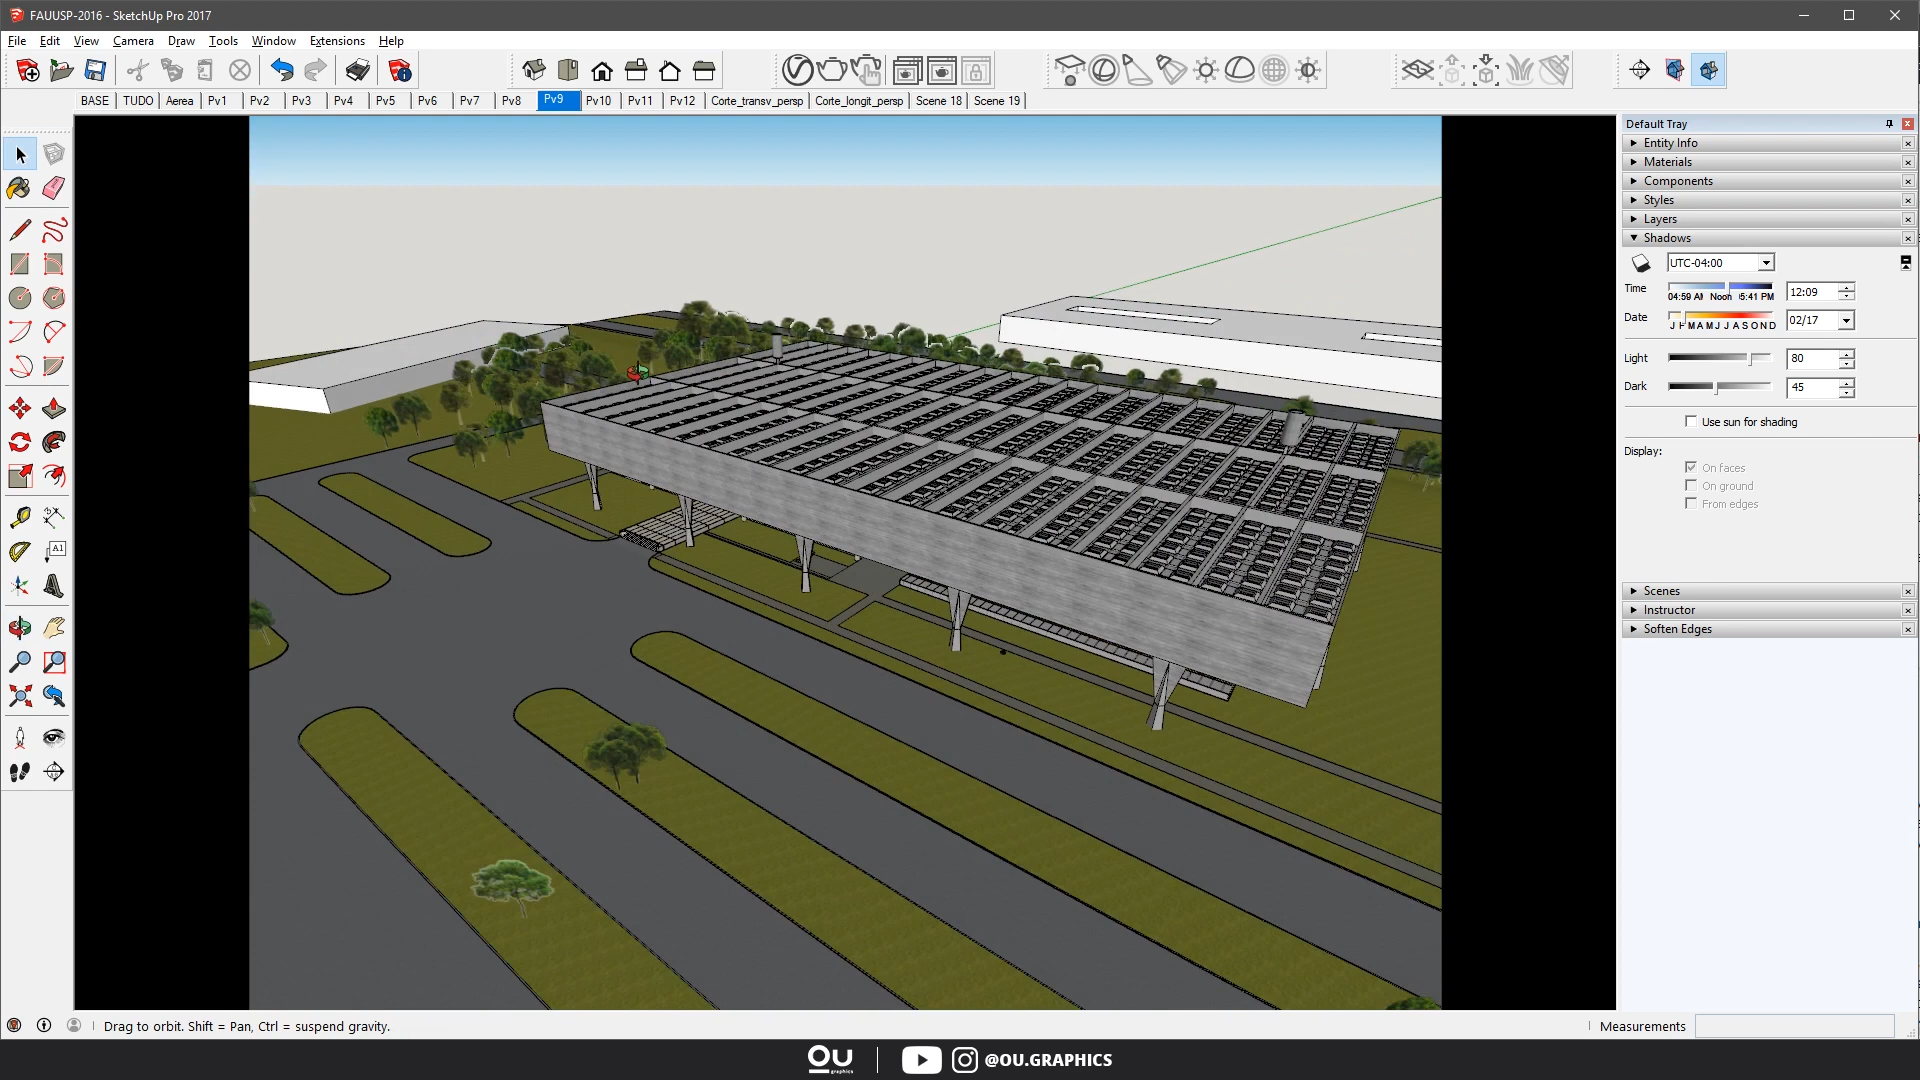 FAUUSP-2016 - SketchUp Pro 2017
File Edit View Camera Draw Tools Window Extensions Help
BASE TUDO Aerea Pv1 Pv2 Pv3 Pv4 Pv5 Pv6 Pv7 Pv8 Pv9 Pv10 Pv11 Pv12 Corte_transv_persp Corte_longit_persp Scene 18 Scene 19
Default Tray
Entity Info
Materials
Components
Styles
Layers
Shadows
UTC-04:00
Time 12:09
04:59 Noon 5:41 PM
Date 02/17
J F M A M J J A S O N D
Light 80
Dark 45
Use sun for shading
Display:
On faces
On ground
From edges
Scenes
Instructor
Soften Edges
A1
Drag to orbit. Shift = Pan, Ctrl = suspend gravity.
Measurements
OU graphics @OU.GRAPHICS